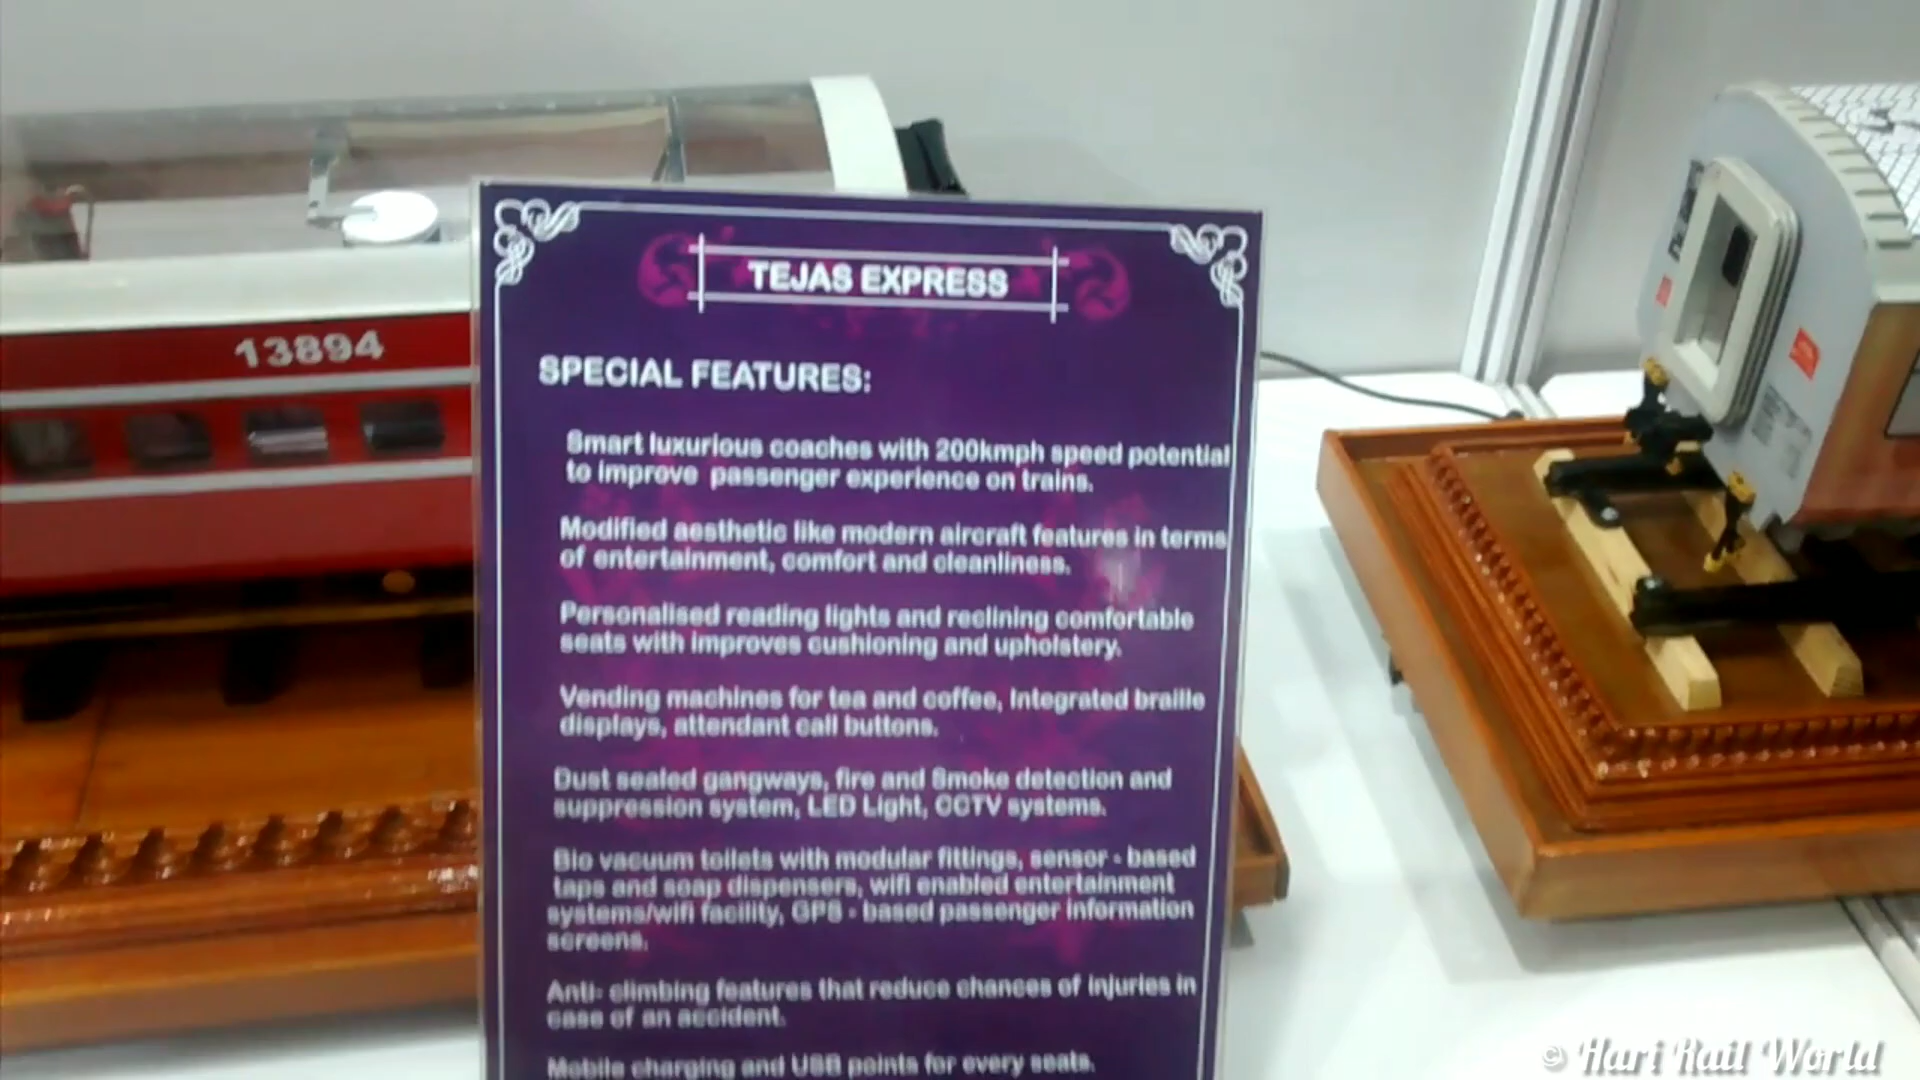 TEJAS EXPRESS
13894
SPECIAL FEATURES:
Smart luxurious coaches with 200kmph speed potential
to improve passenger experience on trains.
Modified aesthetic like modern aircraft features in terms
of entertainment, comfort and cleanliness.
Personalised reading lights and reclining comfortable
seats with improves cushioning and upholstery.
Vending machines for tea and coffee, Integrated braille
displays, attendant call buttons.
Dust sealed gangways, fire and Smoke detection and
suppression system, LED Light, CCTV systems.
Bio vacuum toilets with modular fittings, sensor - based
taps and soap dispensers, wifi enabled entertainment
systems/wifi facility, GPS - based passenger information
screens.
Anti- climbing features that reduce chances of injuries in
case of an accident.
Mobile charging and USB points for every seats.
© Hari Rail World